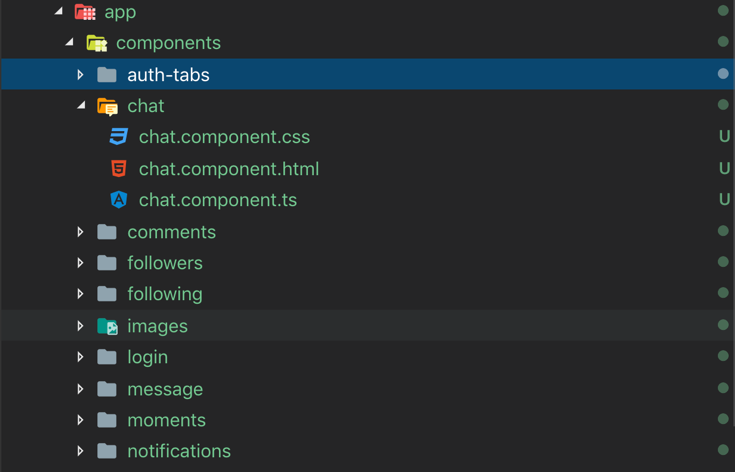 app
components
auth-tabs
chat
chat.component.css U
chat.component.html U
chat.component.ts U
comments
followers
following
images
login
message
moments
notifications